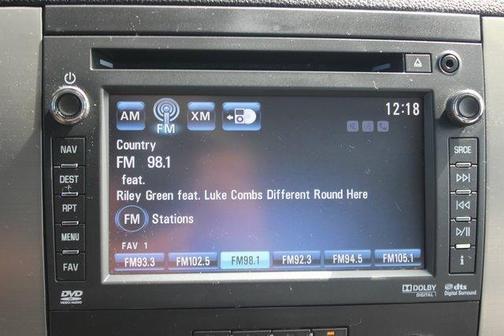 AM FM XM 12:18
Country
FM 98.1
feat.
Riley Green feat. Luke Combs Different Round Here
FM Stations
FAV 1
FM93.3 FM102.5 FM98.1 FM92.3 FM94.5 FM105.1
NAV
DEST
RPT
MENU
FAV
SRCE
i
DVD
VIDEO/AUDIO
DOLBY
DIGITAL
dts
Digital Surround